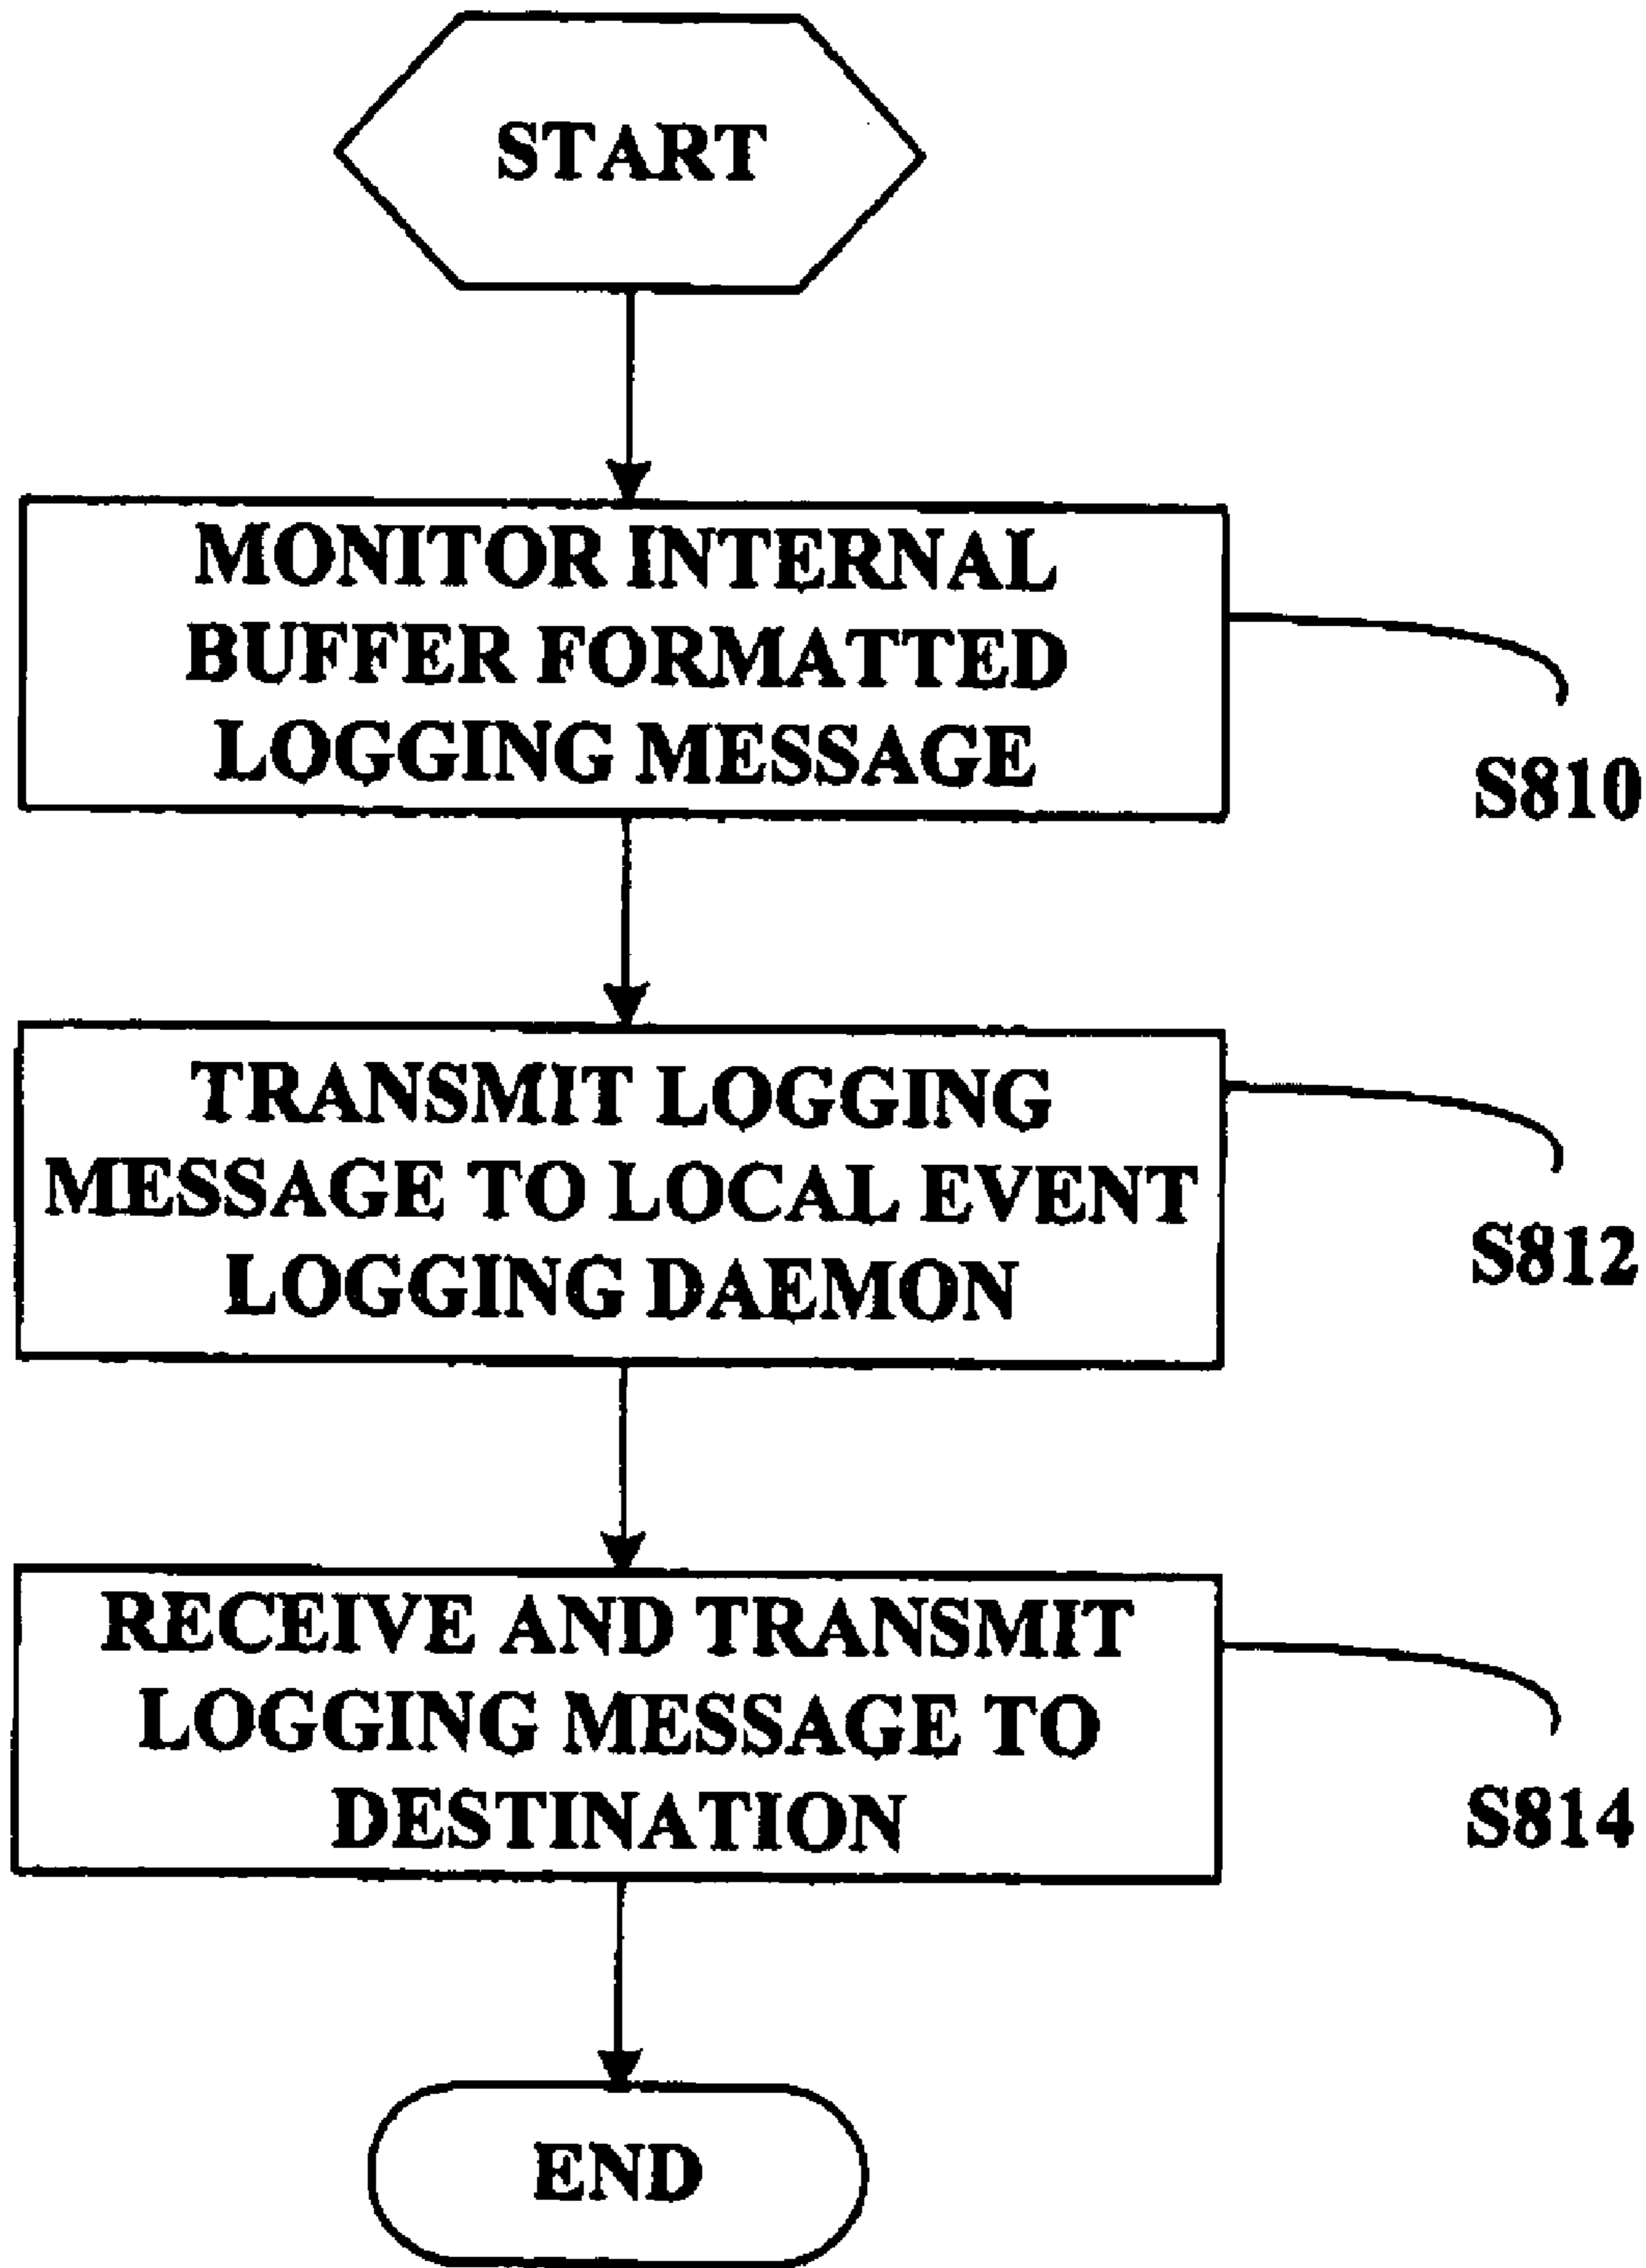 START
MONITOR INTERNAL
BUFFER FORMATTED
LOGGING MESSAGE
S810
TRANSMIT LOGGING
MESSAGE TO LOCAL EVENT
LOGGING DAEMON
S812
RECEIVE AND TRANSMIT
LOGGING MESSAGE TO
DESTINATION
S814
END